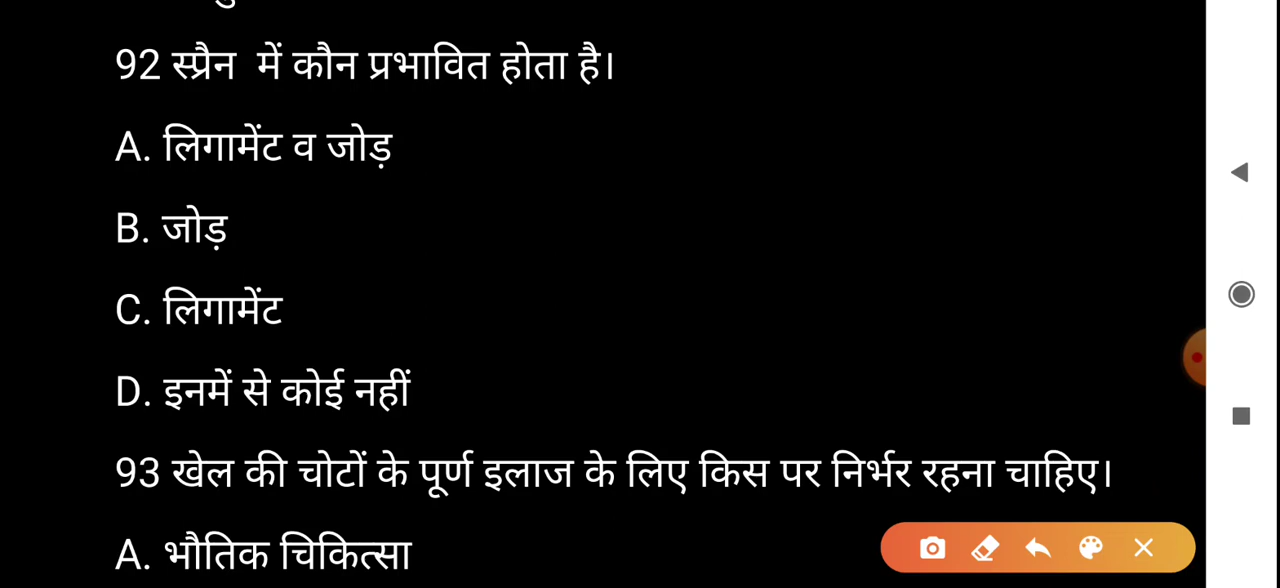 92 स्प्रैन में कौन प्रभावित होता है।
A. लिगामेंट व जोड़
B. जोड़
C. लिगामेंट
D. इनमें से कोई नहीं
93 खेल की चोटों के पूर्ण इलाज के लिए किस पर निर्भर रहना चाहिए।
A. भौतिक चिकित्सा